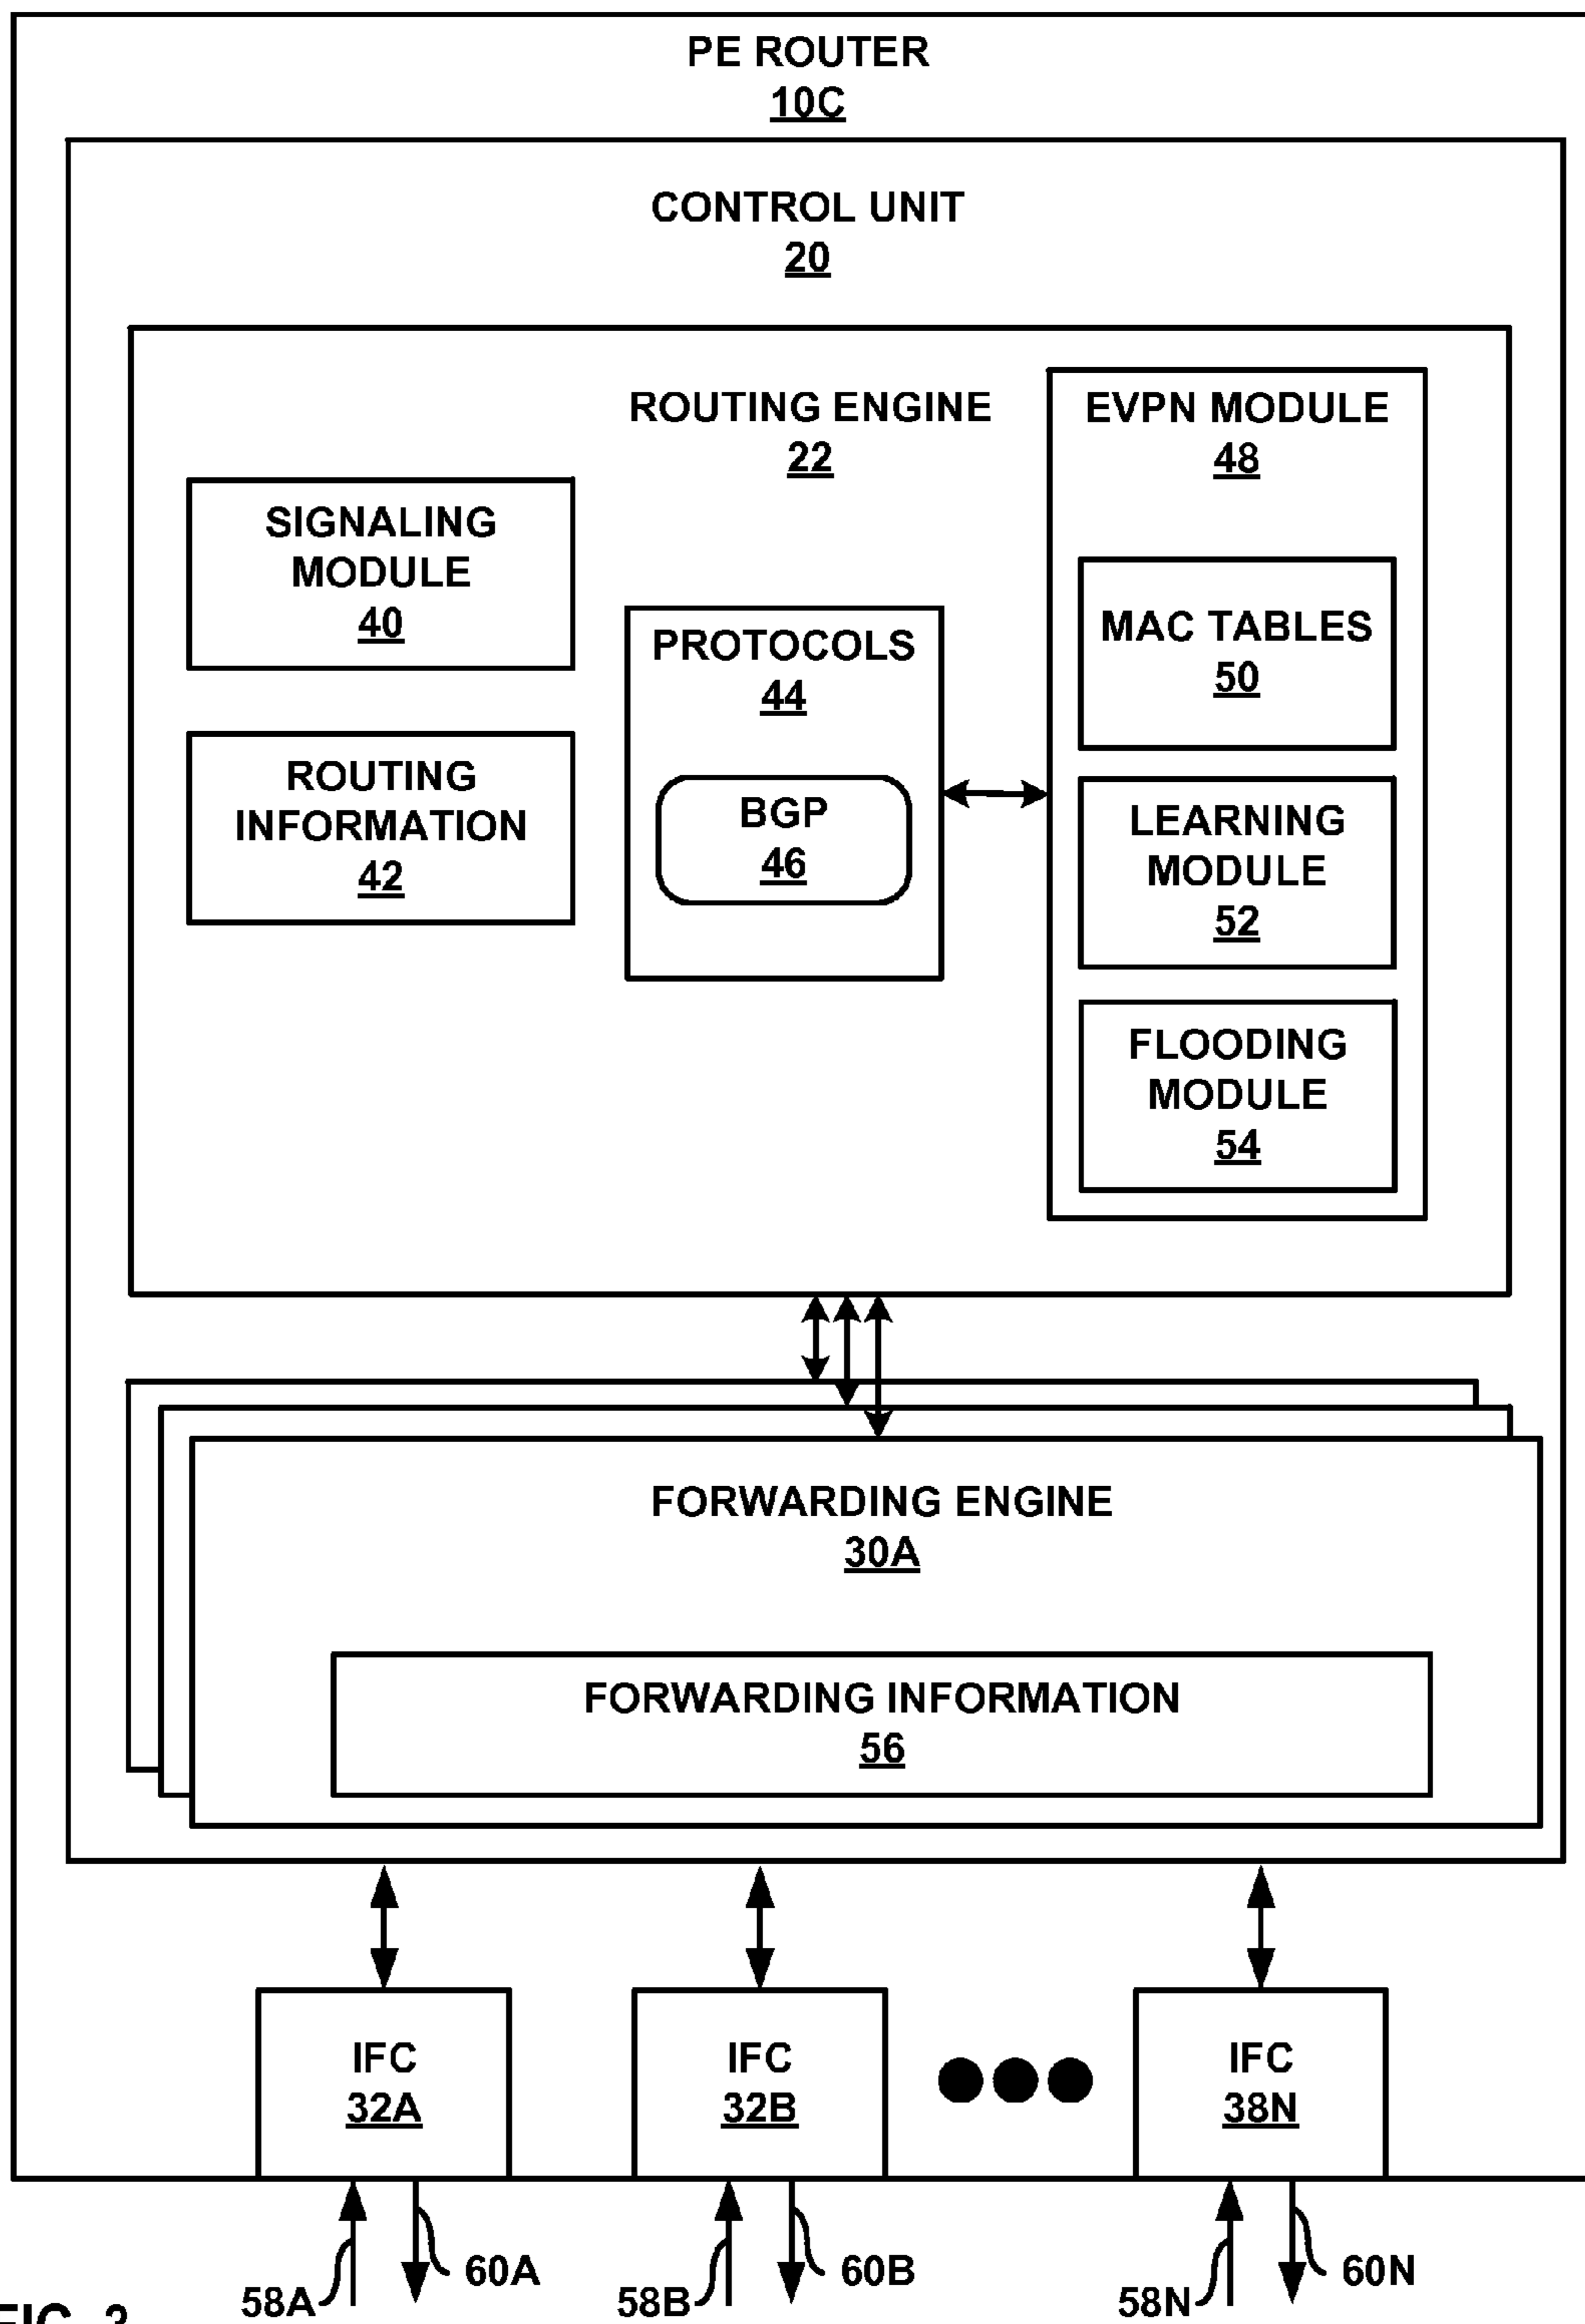 PE ROUTER
10C
CONTROL UNIT
20
ROUTING ENGINE
22
SIGNALING
MODULE
40
ROUTING
INFORMATION
42
PROTOCOLS
44
BGP
46
EVPN MODULE
48
MAC TABLES
50
LEARNING
MODULE
52
FLOODING
MODULE
54
FORWARDING ENGINE
30A
FORWARDING INFORMATION
56
IFC
32A
IFC
32B
IFC
38N
58A
60A
58B
60B
58N
60N